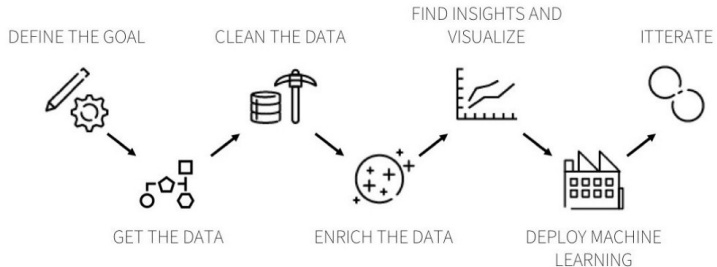 DEFINE THE GOAL
GET THE DATA
CLEAN THE DATA
ENRICH THE DATA
FIND INSIGHTS AND
VISUALIZE
DEPLOY MACHINE
LEARNING
ITTERATE